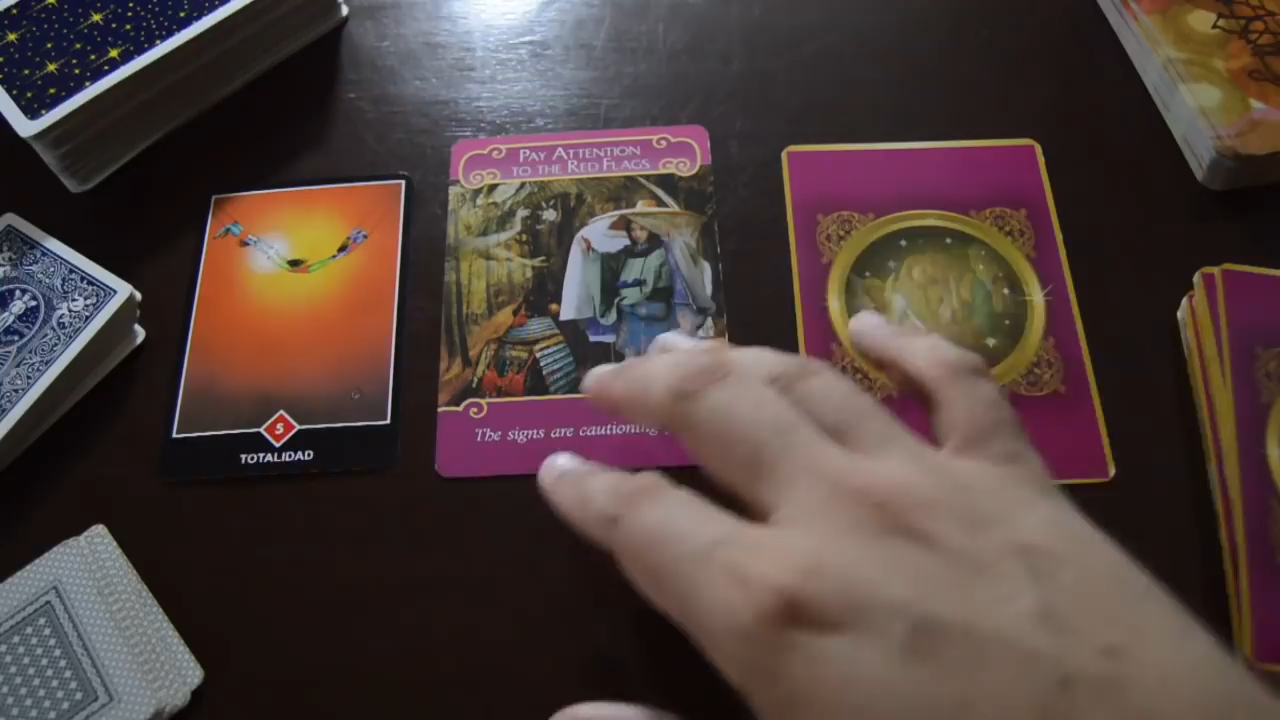 PAY ATTENTION
TO THE RED FLAGS
The signs are cautioning
5
TOTALIDAD